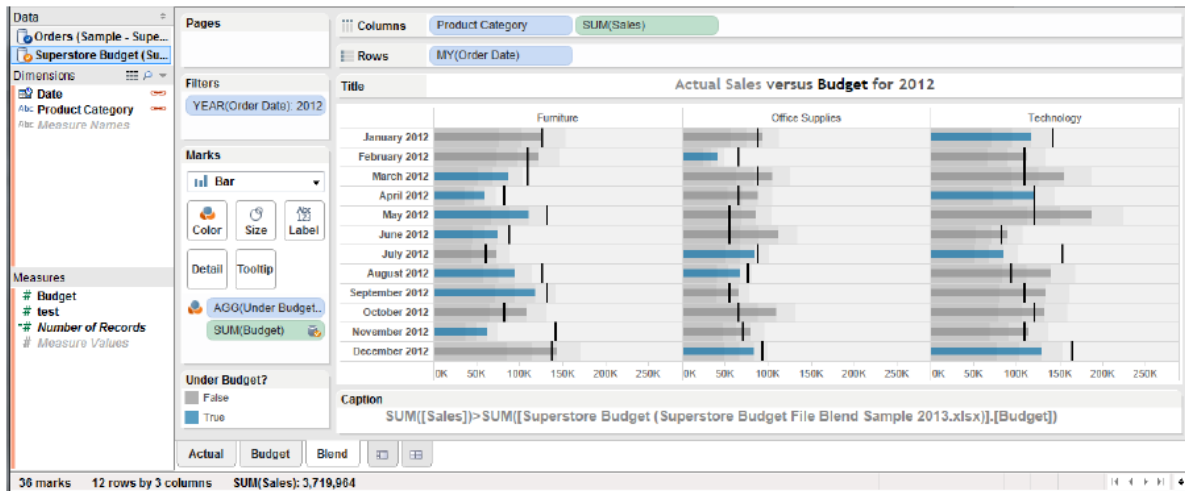 Data
Orders (Sample - Supe...
Superstore Budget (Su...
Dimensions
Date
Abc Product Category
Abc Measure Names
Measures
# Budget
# test
# Number of Records
# Measure Values
Pages
Filters
YEAR(Order Date): 2012
Marks
Bar
Color Size Label
Detail Tooltip
AGG(Under Budget..
SUM(Budget)
Under Budget?
False
True
Columns Product Category SUM(Sales)
Rows MY(Order Date)
Title Actual Sales versus Budget for 2012
Furniture Office Supplies Technology
January 2012
February 2012
March 2012
April 2012
May 2012
June 2012
July 2012
August 2012
September 2012
October 2012
November 2012
December 2012
0K 50K 100K 150K 200K 250K 0K 50K 100K 150K 200K 250K 0K 50K 100K 150K 200K 250K
Caption
SUM([Sales])>SUM([Superstore Budget (Superstore Budget File Blend Sample 2013.xlsx)].[Budget])
Actual Budget Blend
36 marks 12 rows by 3 columns SUM(Sales): 3,719,964